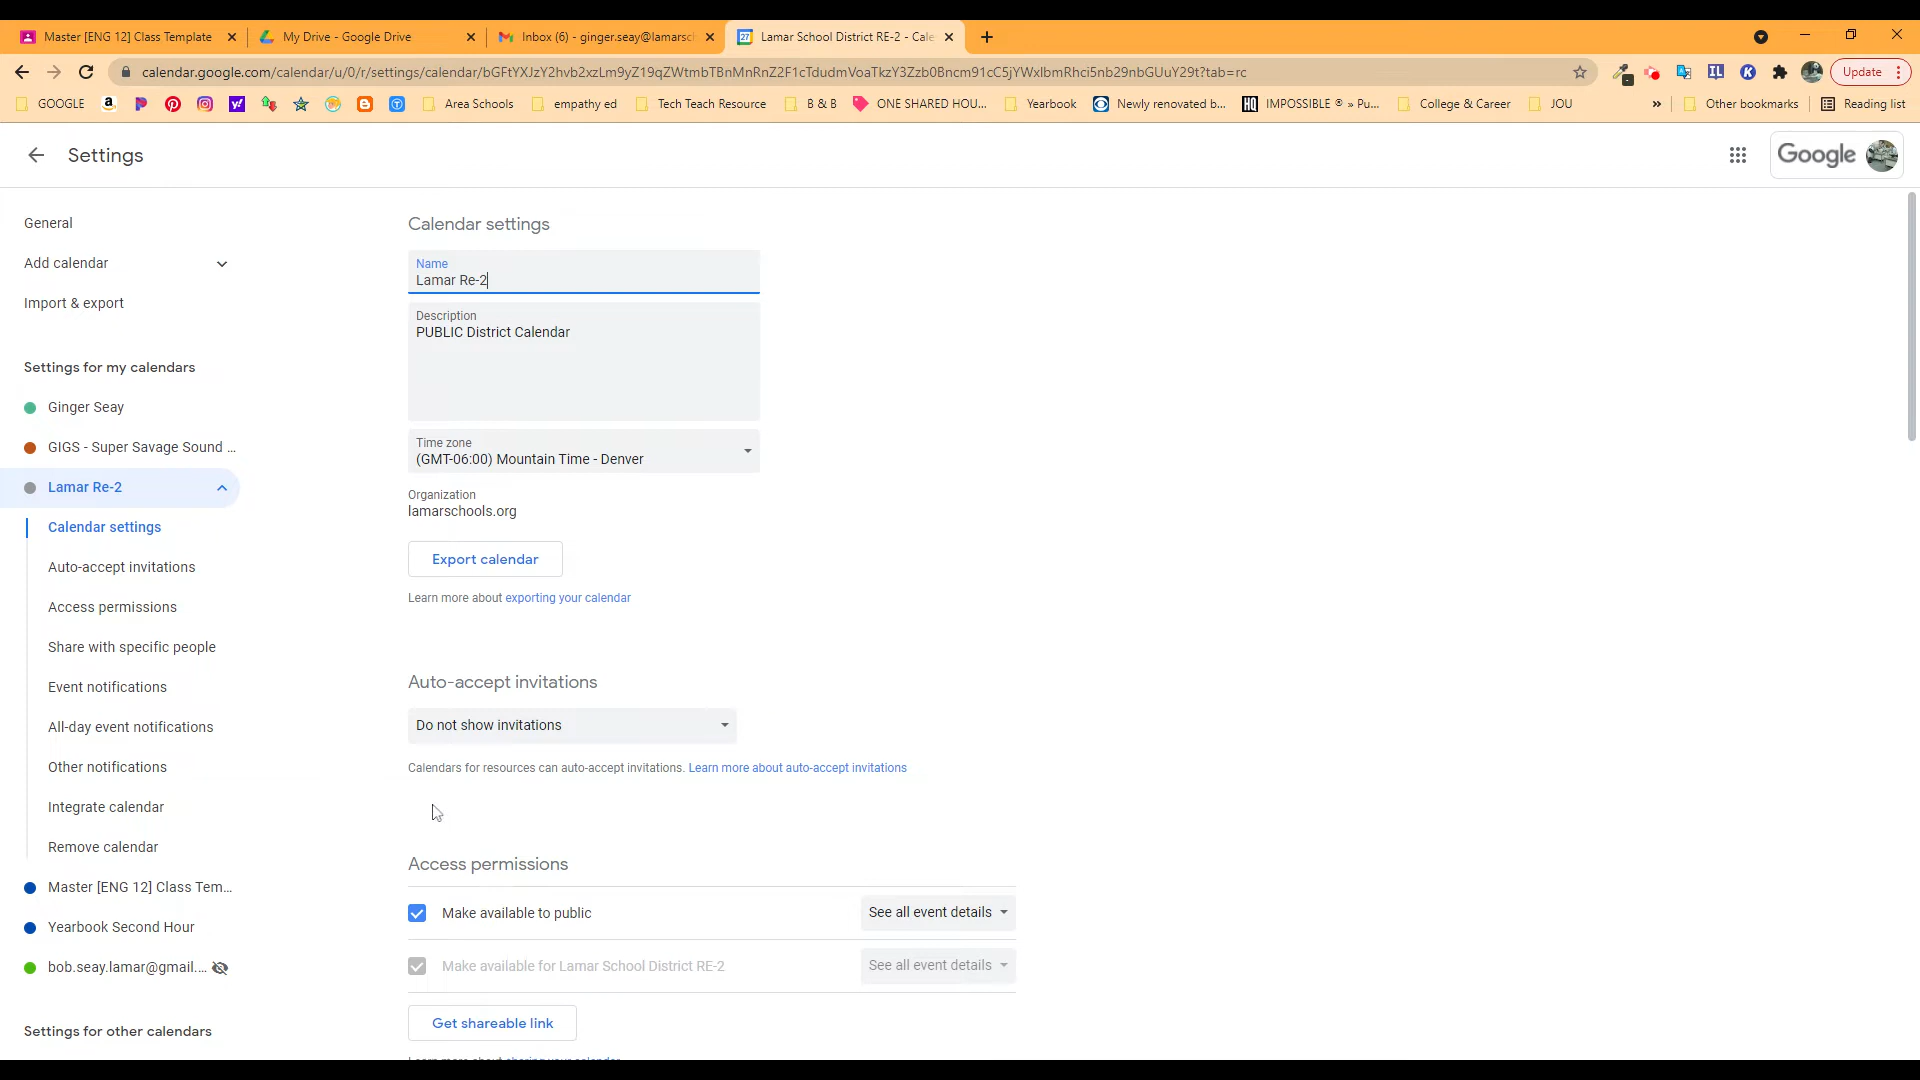 Master [ENG 12] Class Template
My Drive - Google Drive
Inbox (6) - ginger.seay@lamarsch
Lamar School District RE-2 - Cale
calendar.google.com/calendar/u/0/r/settings/calendar/bGFtYXJzY2hvb2xzLm9yZ19qZWtmbTBnMnRnZ2F1cTdudmVoaTkzY3Zzb0Bncm91cC5jYWxlbmRhci5nb29nbGUuY29t?tab=rc
Update
GOOGLE
Area Schools
empathy ed
Tech Teach Resource
B & B
ONE SHARED HOU...
Yearbook
Newly renovated b...
IMPOSSIBLE ® » Pu...
College & Career
JOU
»
Other bookmarks
Reading list
Settings
Google
General
Add calendar
Import & export
Settings for my calendars
Ginger Seay
GIGS - Super Savage Sound ...
Lamar Re-2
Calendar settings
Auto-accept invitations
Access permissions
Share with specific people
Event notifications
All-day event notifications
Other notifications
Integrate calendar
Remove calendar
Master [ENG 12] Class Tem...
Yearbook Second Hour
bob.seay.lamar@gmail....
Settings for other calendars
Calendar settings
Name
Lamar Re-2
Description
PUBLIC District Calendar
Time zone
(GMT-06:00) Mountain Time - Denver
Organization
lamarschools.org
Export calendar
Learn more about exporting your calendar
Auto-accept invitations
Do not show invitations
Calendars for resources can auto-accept invitations. Learn more about auto-accept invitations
Access permissions
Make available to public
See all event details
Make available for Lamar School District RE-2
See all event details
Get shareable link
Learn more about sharing your calendar